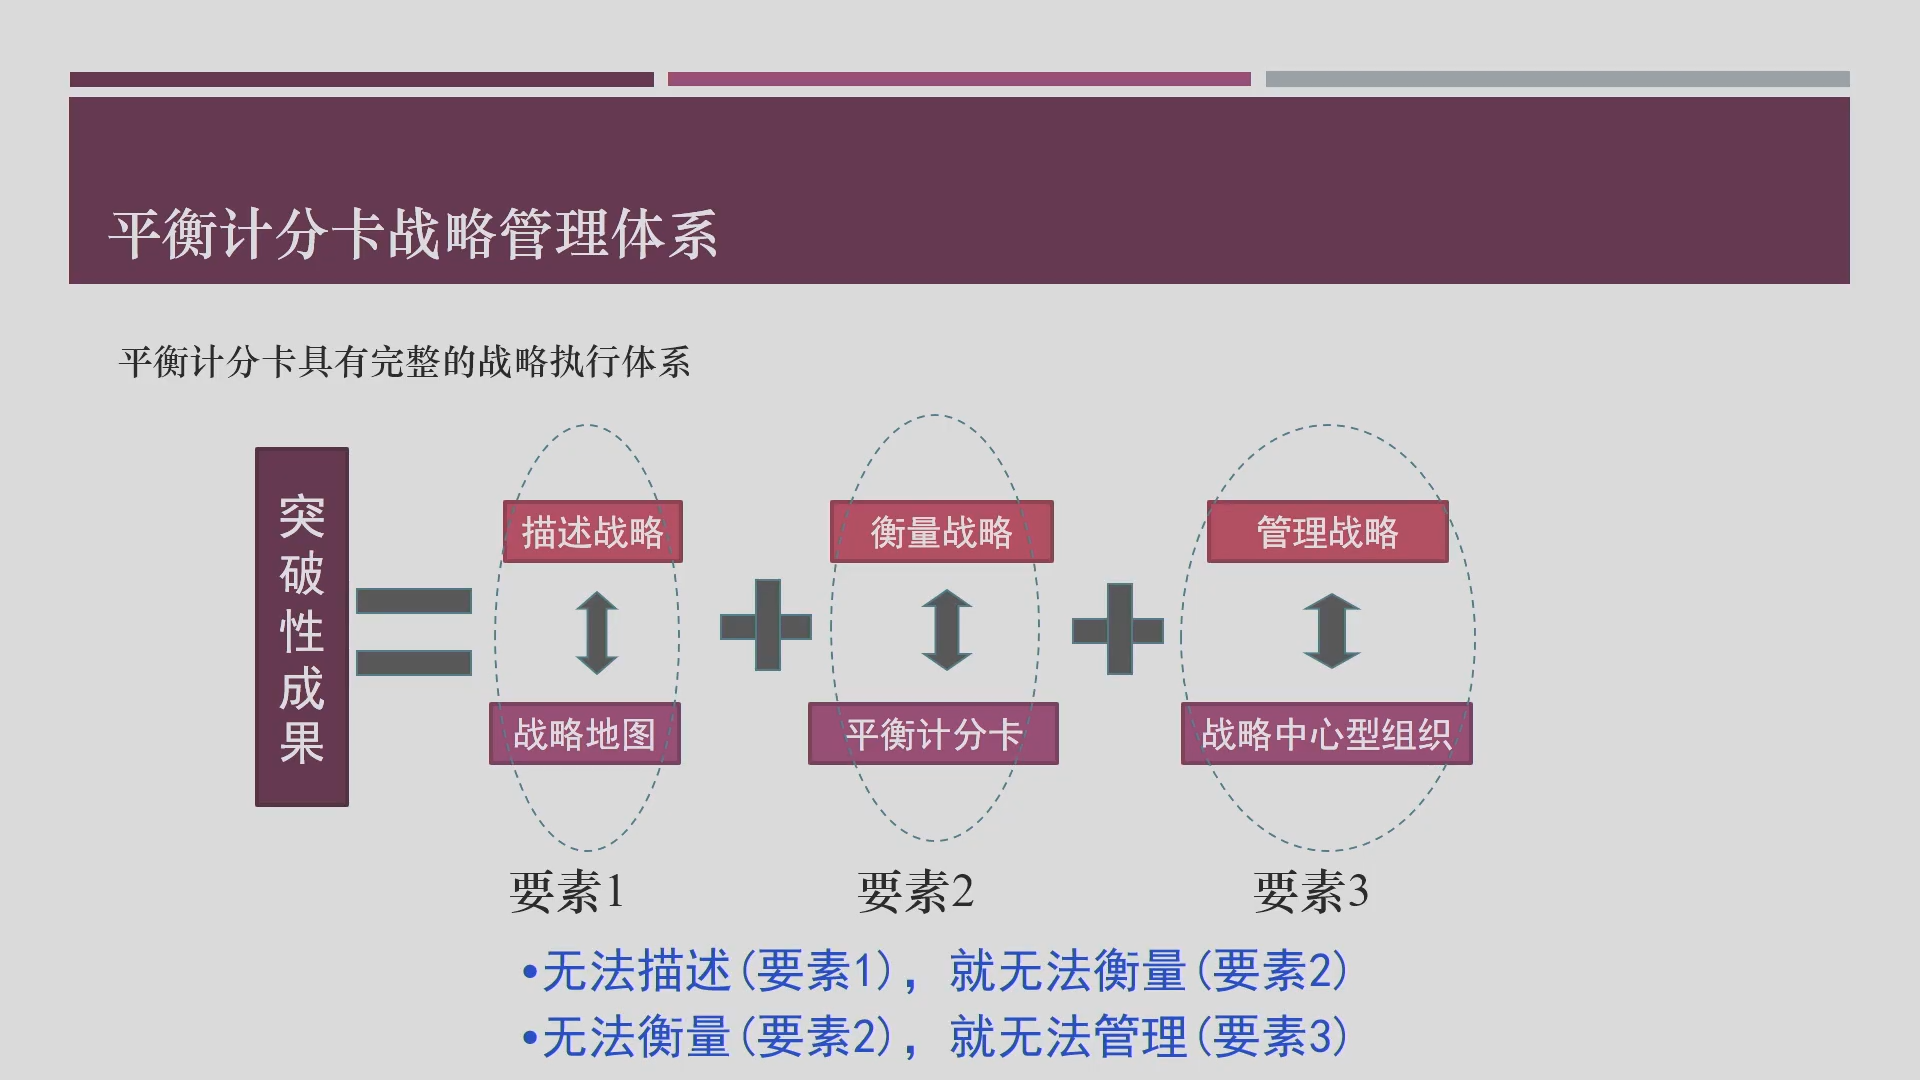 平衡计分卡战略管理体系
平衡计分卡具有完整的战略执行体系
突破性成果
描述战略
衡量战略
管理战略
战略地图
平衡计分卡
战略中心型组织
要素1
要素2
要素3
•无法描述(要素1)，就无法衡量(要素2)
•无法衡量(要素2)，就无法管理(要素3)